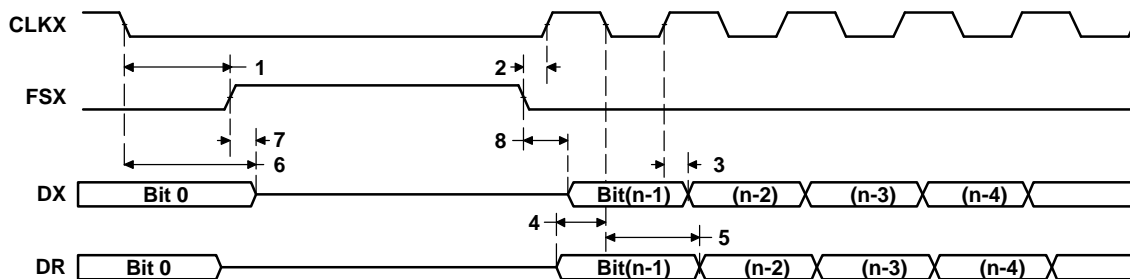 CLKX
1
2
FSX
7
8
6
3
DX
Bit 0
Bit(n-1)
(n-2)
(n-3)
(n-4)
4
5
DR
Bit 0
Bit(n-1)
(n-2)
(n-3)
(n-4)